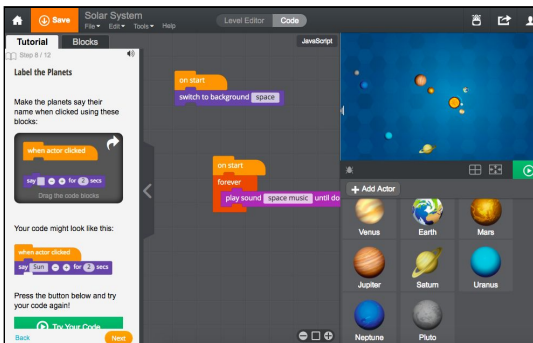 Save
Solar System
File Edit Tools Help
Level Editor Code
Tutorial Blocks
JavaScript
Step 6 / 12
Label the Planets
Make the planets say their
name when clicked using these
blocks:
when actor clicked
say for 2 secs
Drag the code blocks
Your code might look like this:
when actor clicked
say Sun for 2 secs
Press the button below and try
your code again!
Try Your Code
Back Next
on start
switch to background space
on start
forever
play sound space music until do
+ Add Actor
Venus Earth Mars
Jupiter Saturn Uranus
Neptune Pluto